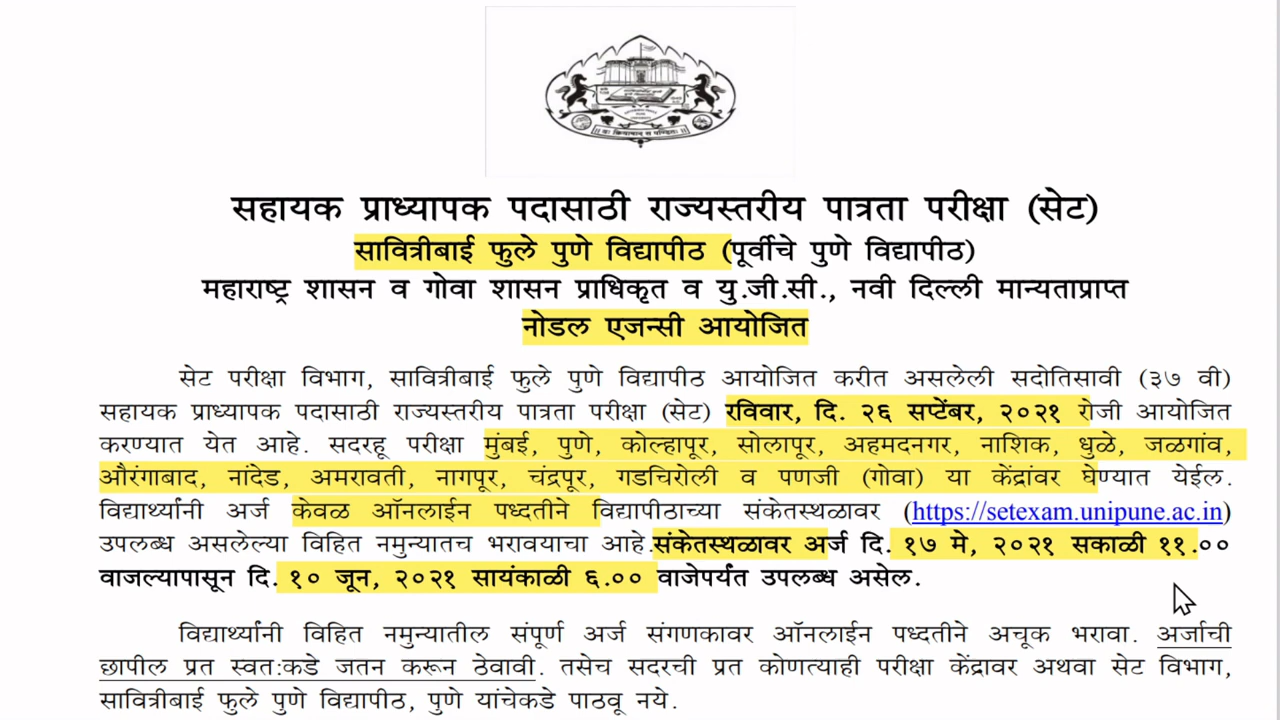 || यः क्रियावान् स पण्डितः ||
सहायक प्राध्यापक पदासाठी राज्यस्तरीय पात्रता परीक्षा (सेट)
सावित्रीबाई फुले पुणे विद्यापीठ (पूर्वीचे पुणे विद्यापीठ)
महाराष्ट्र शासन व गोवा शासन प्राधिकृत व यु.जी.सी., नवी दिल्ली मान्यताप्राप्त
नोडल एजन्सी आयोजित
सेट परीक्षा विभाग, सावित्रीबाई फुले पुणे विद्यापीठ आयोजित करीत असलेली सदोतिसावी (३७ वी)
सहायक प्राध्यापक पदासाठी राज्यस्तरीय पात्रता परीक्षा (सेट) रविवार, दि. २६ सप्टेंबर, २०२१ रोजी आयोजित
करण्यात येत आहे. सदरहू परीक्षा मुंबई, पुणे, कोल्हापूर, सोलापूर, अहमदनगर, नाशिक, धुळे, जळगांव,
औरंगाबाद, नांदेड, अमरावती, नागपूर, चंद्रपूर, गडचिरोली व पणजी (गोवा) या केंद्रांवर घेण्यात येईल.
विद्यार्थ्यांनी अर्ज केवळ ऑनलाईन पध्दतीने विद्यापीठाच्या संकेतस्थळावर (https://setexam.unipune.ac.in)
उपलब्ध असलेल्या विहित नमुन्यातच भरावयाचा आहे.संकेतस्थळावर अर्ज दि. १७ मे, २०२१ सकाळी ११.००
वाजल्यापासून दि. १० जून, २०२१ सायंकाळी ६.०० वाजेपर्यंत उपलब्ध असेल.
विद्यार्थ्यांनी विहित नमुन्यातील संपूर्ण अर्ज संगणकावर ऑनलाईन पध्दतीने अचूक भरावा. अर्जाची
छापील प्रत स्वत:कडे जतन करून ठेवावी. तसेच सदरची प्रत कोणत्याही परीक्षा केंद्रावर अथवा सेट विभाग,
सावित्रीबाई फुले पुणे विद्यापीठ, पुणे यांचेकडे पाठवू नये.